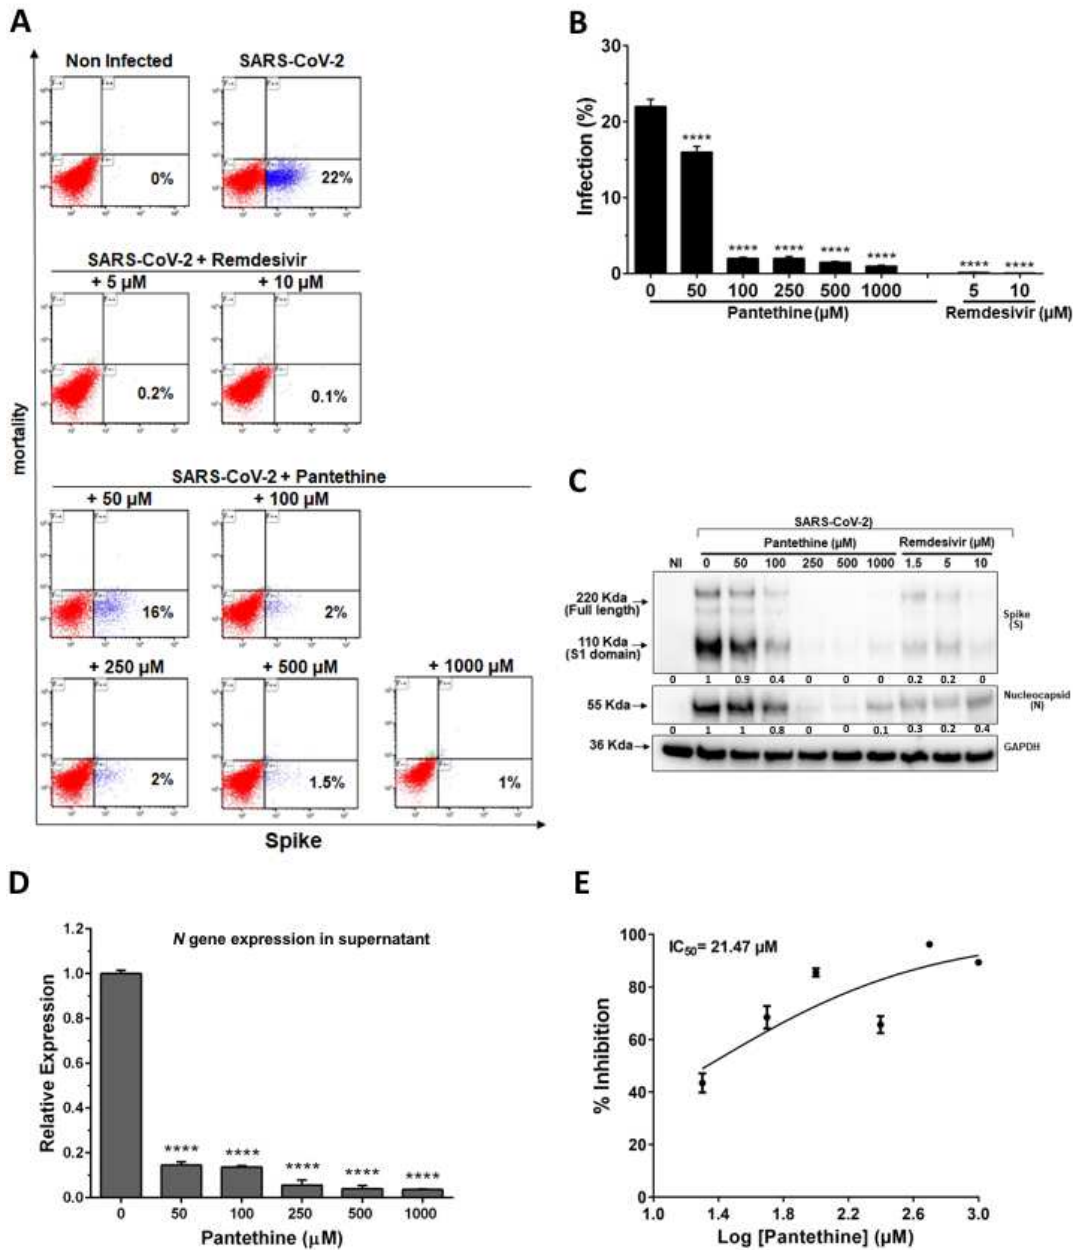 A
Non Infected SARS-CoV-2
0% 22%
SARS-CoV-2 + Remdesivir
+ 5 µM + 10 µM
0.2% 0.1%
mortality
SARS-CoV-2 + Pantethine
+ 50 µM + 100 µM
16% 2%
+ 250 µM + 500 µM + 1000 µM
2% 1.5% 1%
Spike
B
Infection (%)
30
20
10
0
**** **** **** **** **** **** ****
0 50 100 250 500 1000 5 10
Pantethine(µM) Remdesivir (µM)
C
SARS-CoV-2)
Pantethine (µM) Remdesivir (µM)
NI 0 50 100 250 500 1000 1.5 5 10
220 Kda
(Full length)
Spike
(S)
110 Kda
(S1 domain)
0 1 0.9 0.4 0 0 0 0.2 0.2 0
55 Kda
Nucleocapsid
(N)
0 1 1 0.8 0 0 0.1 0.3 0.2 0.4
36 Kda
GAPDH
D
N gene expression in supernatant
Relative Expression
1.2
1.0
0.8
0.6
0.4
0.2
0.0
**** **** **** **** ****
0 50 100 250 500 1000
Pantethine (µM)
E
IC50= 21.47 µM
% Inhibition
100
80
60
40
20
0
1.0 1.4 1.8 2.2 2.6 3.0
Log [Pantethine] (µM)